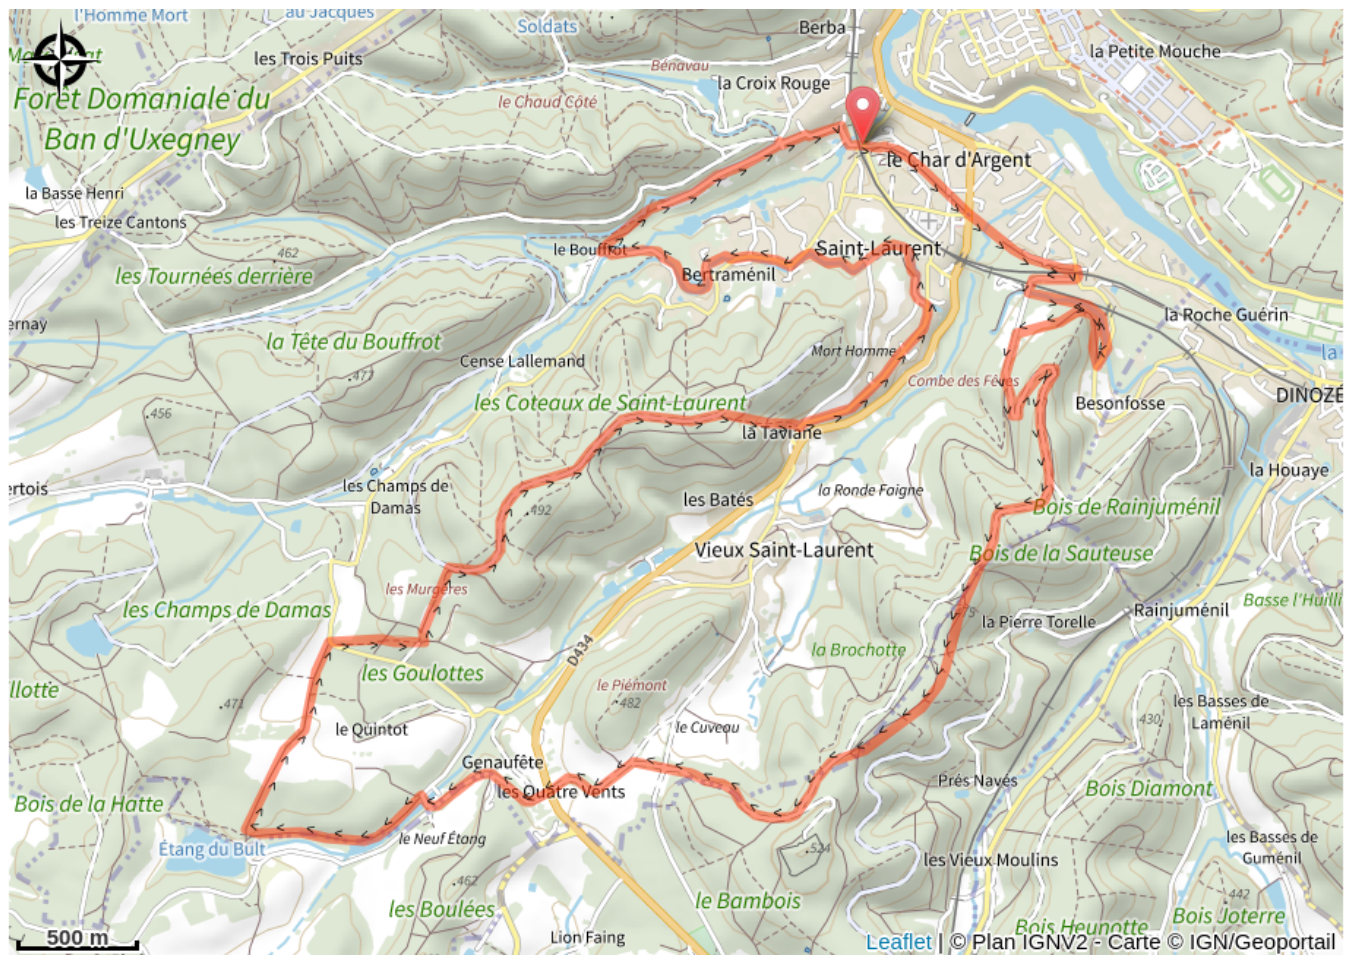 l'Homme Mort
au Jacques
Soldats
Berba
les Trois Puits
la Petite Mouche
Bénavau
la Croix Rouge
Forêt Domaniale du
Ban d'Uxegney
le Chaud Côté
le Char d'Argent
la Basse Henri
les Treize Cantons
462
le Bouffrot
Saint-Laurent
les Tournées derrière
Bertraménil
ernay
la Roche Guérin
la Tête du Bouffrot
Mort Homme
la
Cense Lallemand
477
Combe des Fêves
DINOZÉ
456
les Coteaux de Saint-Laurent
Besonfosse
la Taviane
ertois
les Champs de
Damas
la Houaye
la Ronde Faigne
les Batés
492
Bois de Rainjuménil
Vieux Saint-Laurent
Bois de la Sauteuse
les Murgères
les Champs de Damas
Basse l'Huilli
Rainjuménil
la Pierre Torelle
D434
la Brochotte
les Goulottes
illotte
le Piémont
482
471
les Basses de
Laménil
430
le Quintot
le Cuveau
Genaufête
Prés Navés
les Quatre Vents
Bois Diamont
Bois de la Hatte
le Neuf Étang
Étang du Bult
524
les Basses de
Guménil
les Vieux Moulins
462
442
le Bambois
les Boulées
Bois Joterre
Bois Heunotte
Lion Faing
500 m
Leaflet | © Plan IGNV2 - Carte © IGN/Geoportail